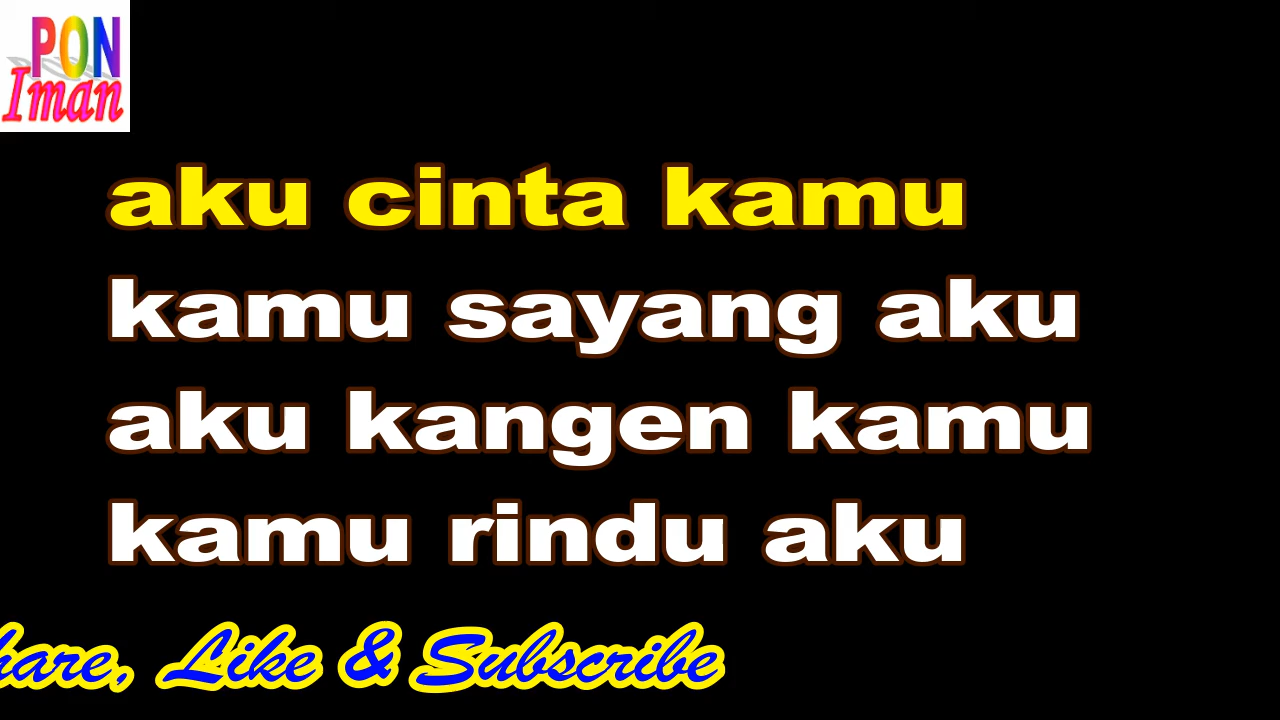 PON
Iman
aku cinta kamu
kamu sayang aku
aku kangen kamu
kamu rindu aku
hare, Like & Subscribe